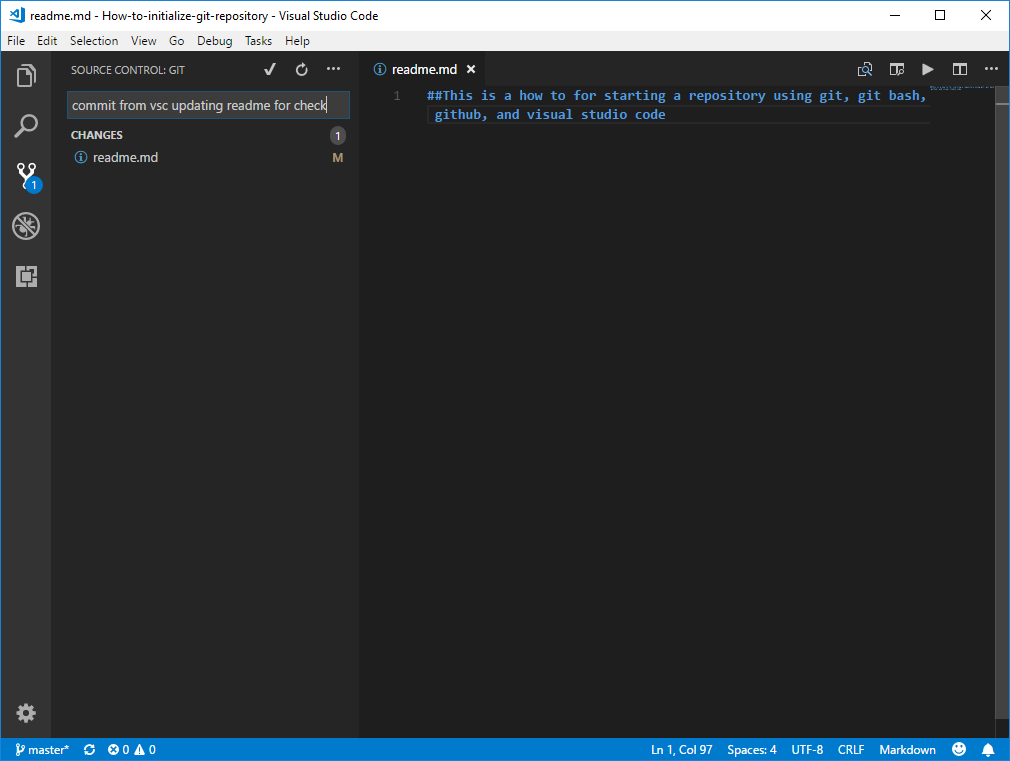 readme.md - How-to-initialize-git-repository - Visual Studio Code
File Edit Selection View Go Debug Tasks Help
SOURCE CONTROL: GIT
readme.md
commit from vsc updating readme for check
CHANGES 1
readme.md M
1
1 ##This is a how to for starting a repository using git, git bash,
github, and visual studio code
master* 0 0 Ln 1, Col 97 Spaces: 4 UTF-8 CRLF Markdown